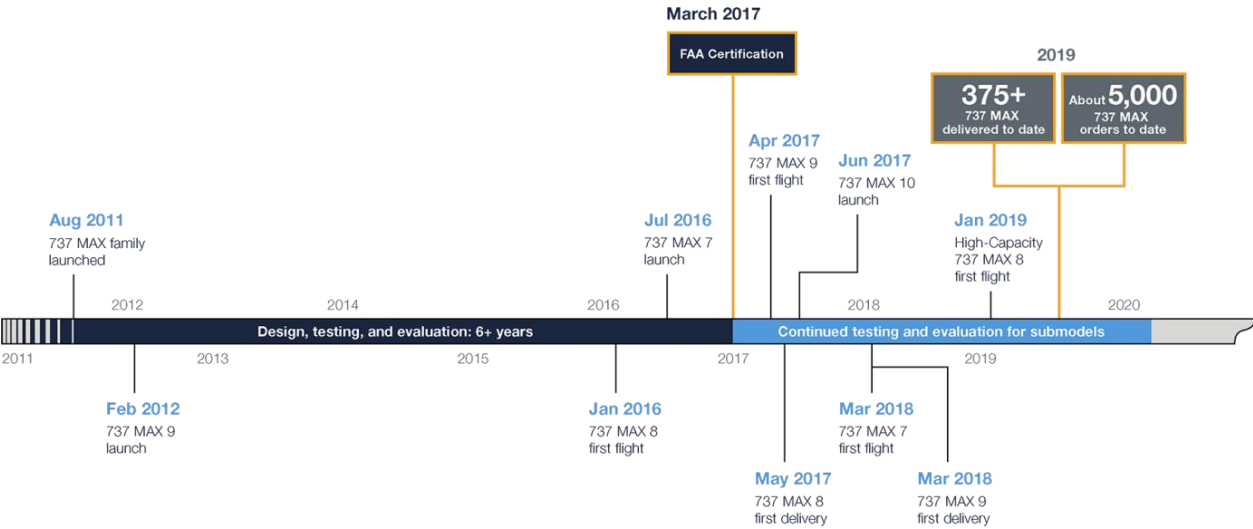 March 2017
FAA Certification
2019
375+
737 MAX
delivered to date
About 5,000
737 MAX
orders to date
Apr 2017
737 MAX 9
first flight
Jun 2017
737 MAX 10
launch
Aug 2011
737 MAX family
launched
Jul 2016
737 MAX 7
launch
Jan 2019
High-Capacity
737 MAX 8
first flight
2012
2014
2016
2018
2020
Design, testing, and evaluation: 6+ years
Continued testing and evaluation for submodels
2011
2013
2015
2017
2019
Feb 2012
737 MAX 9
launch
Jan 2016
737 MAX 8
first flight
Mar 2018
737 MAX 7
first flight
May 2017
737 MAX 8
first delivery
Mar 2018
737 MAX 9
first delivery